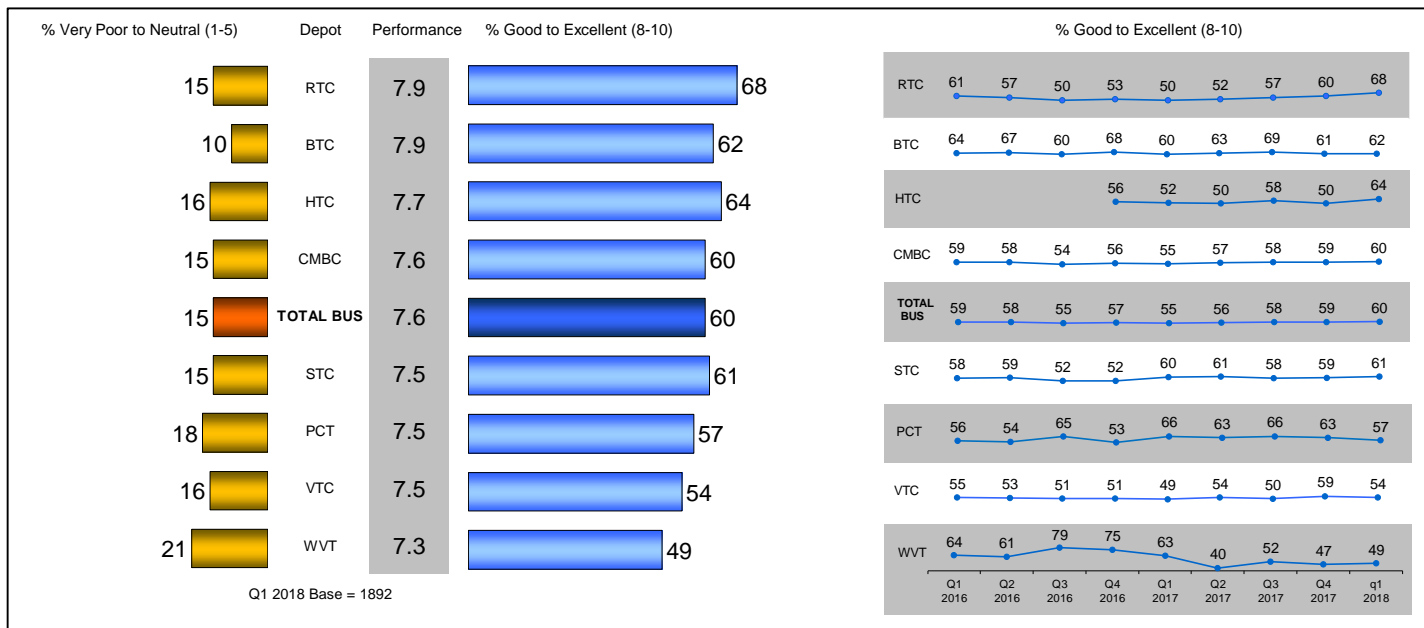 % Very Poor to Neutral (1-5) Depot Performance % Good to Excellent (8-10)
15 RTC 7.9 68
10 BTC 7.9 62
16 HTC 7.7 64
15 CMBC 7.6 60
15 TOTAL BUS 7.6 60
15 STC 7.5 61
18 PCT 7.5 57
16 VTC 7.5 54
21 WVT 7.3 49
Q1 2018 Base = 1892
% Good to Excellent (8-10)
RTC 61 57 50 53 50 52 57 60 68
BTC 64 67 60 68 60 63 69 61 62
HTC 56 52 50 58 50 64
CMBC 59 58 54 56 55 57 58 59 60
TOTAL
BUS 59 58 55 57 55 56 58 59 60
STC 58 59 52 52 60 61 58 59 61
PCT 56 54 65 53 66 63 66 63 57
VTC 55 53 51 51 49 54 50 59 54
WVT 64 61 79 75 63 40 52 47 49
Q1 Q2 Q3 Q4 Q1 Q2 Q3 Q4 q1
2016 2016 2016 2016 2017 2017 2017 2017 2018